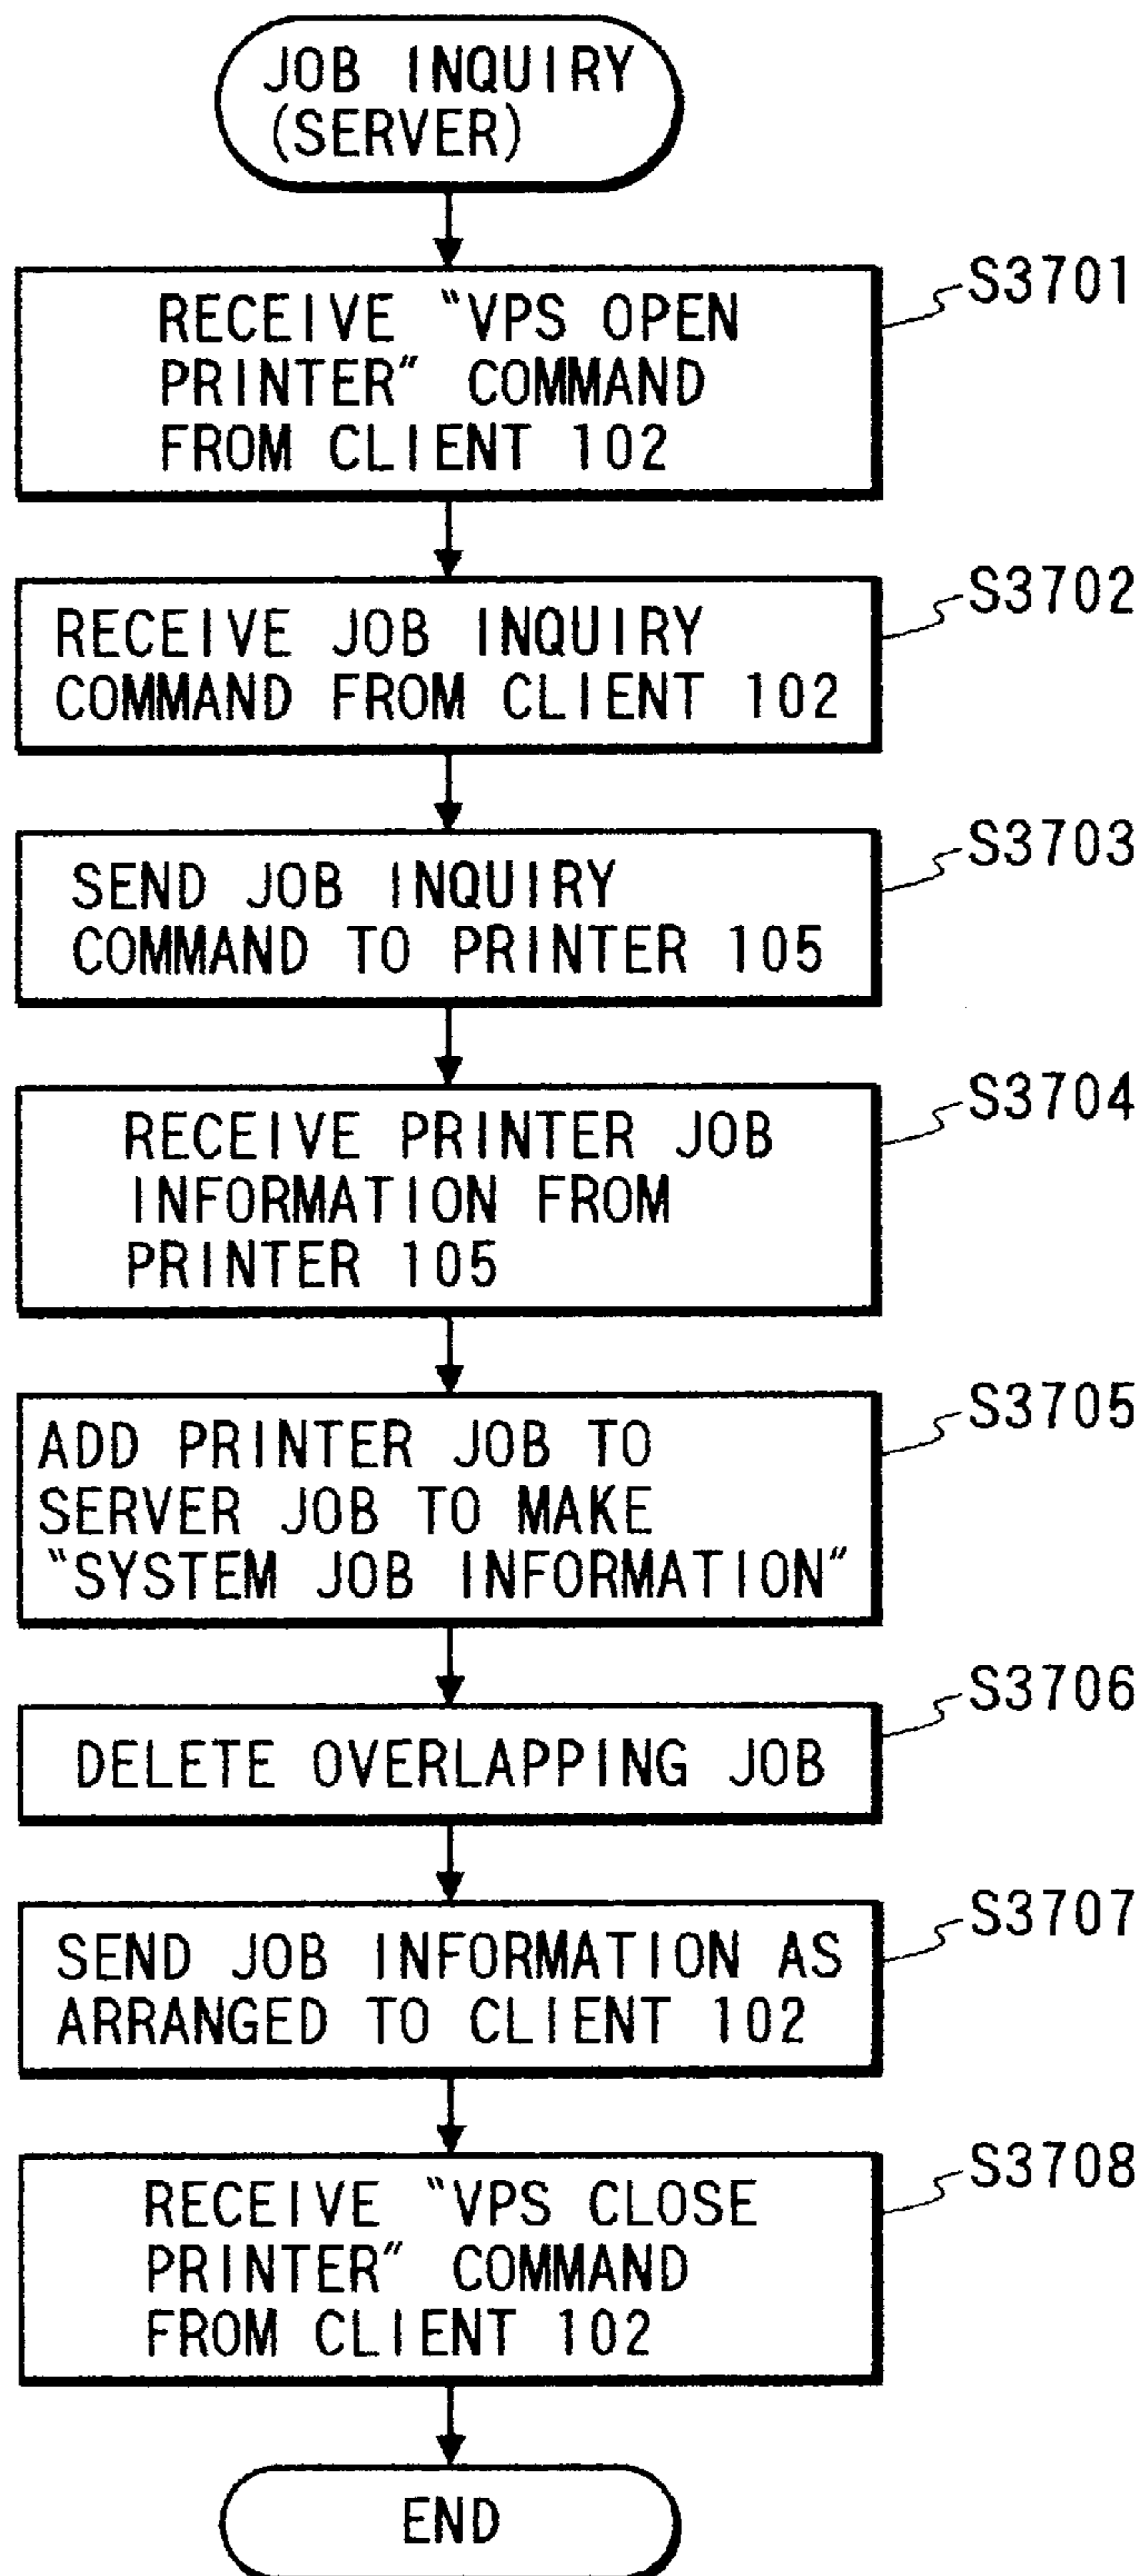 JOB INQUIRY
(SERVER)
S3701
RECEIVE “VPS OPEN
PRINTER” COMMAND
FROM CLIENT 102
S3702
RECEIVE JOB INQUIRY
COMMAND FROM CLIENT 102
S3703
SEND JOB INQUIRY
COMMAND TO PRINTER 105
S3704
RECEIVE PRINTER JOB
INFORMATION FROM
PRINTER 105
S3705
ADD PRINTER JOB TO
SERVER JOB TO MAKE
“SYSTEM JOB INFORMATION”
S3706
DELETE OVERLAPPING JOB
S3707
SEND JOB INFORMATION AS
ARRANGED TO CLIENT 102
S3708
RECEIVE “VPS CLOSE
PRINTER” COMMAND
FROM CLIENT 102
END